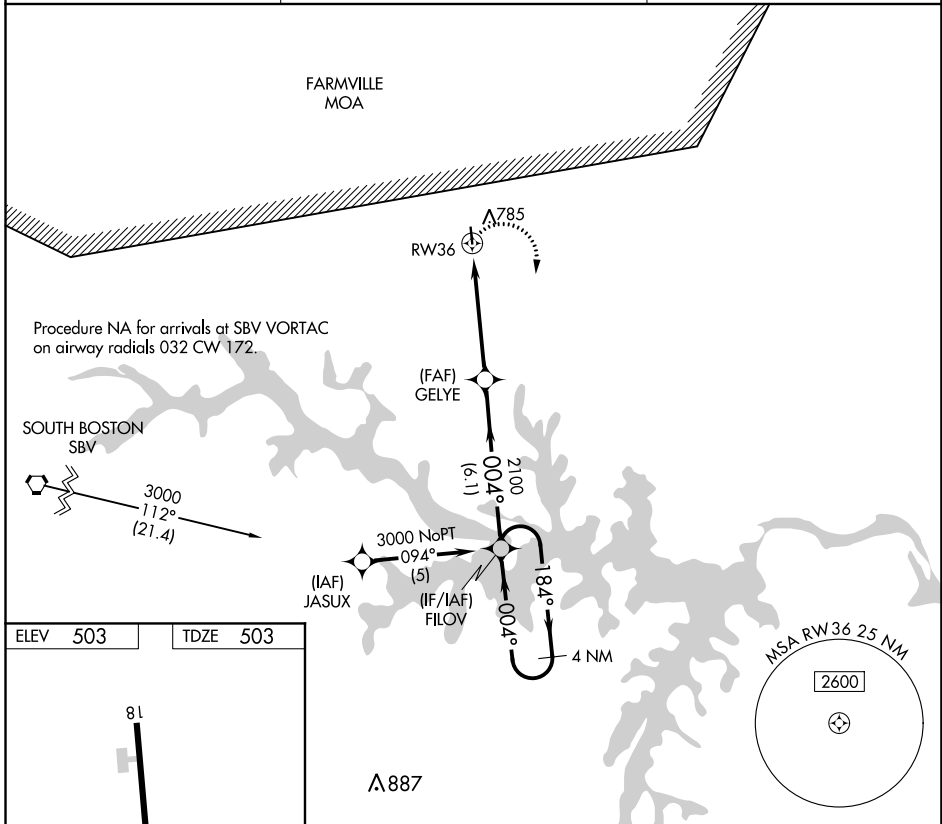 FARMVILLE
MOA
785
RW36
Procedure NA for arrivals at SBV VORTAC
on airway radials 032 CW 172.
(FAF)
GELYE
SOUTH BOSTON
SBV
3000
112°
(21.4)
2100
004°
(6.1)
3000 NoPT
094°
(5)
(IAF)
JASUX
(IF/IAF)
FILOV
184°
004°
4 NM
ELEV 503
TDZE 503
18
887
MSA RW36 25 NM
2600